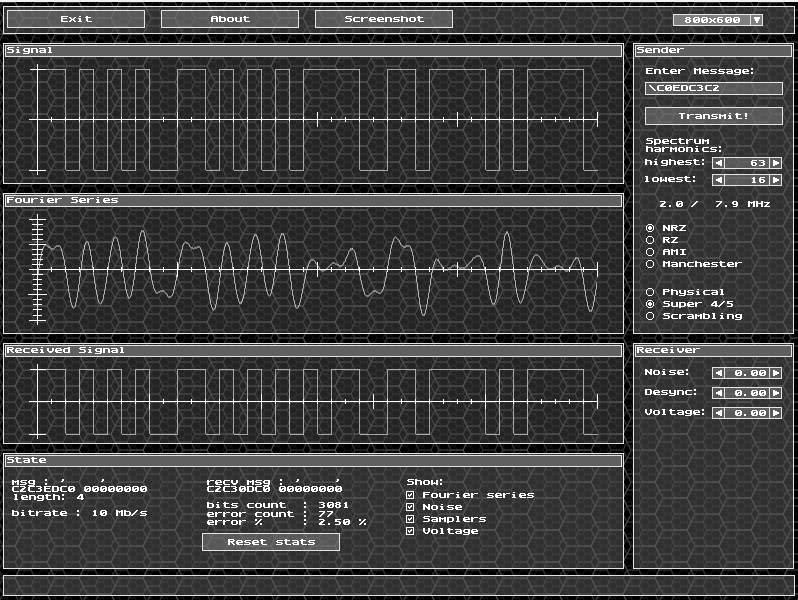 Exit About Screenshot 800x600
Signal
Fourier Series
Received Signal
State
msg : ,    ,
C2C3EDC0 00000000
length: 4
bitrate : 10 Mb/s
recv msg : ,    ,
C2C30DC0 00000000
bits count : 3081
error count : 77
error % : 2.50 %
Reset stats
Show:
Fourier series
Noise
Samplers
Voltage
Sender
Enter Message:
\C0EDC3C2
Transmit!
Spectrum
harmonics:
highest: 63
lowest: 16
2.0 / 7.9 MHz
NRZ
RZ
AMI
Manchester
Physical
Super 4/5
Scrambling
Receiver
Noise: 0.00
Desync: 0.00
Voltage: 0.00